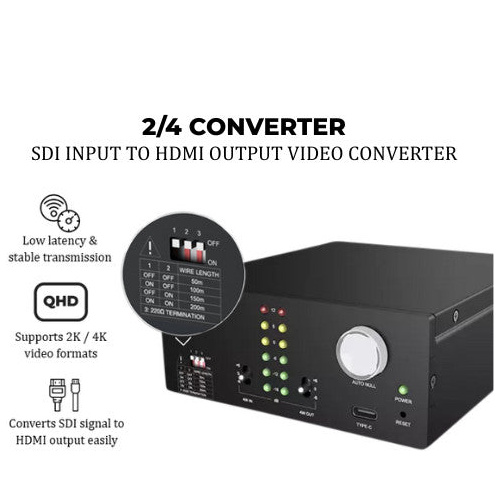 2/4 CONVERTER
SDI INPUT TO HDMI OUTPUT VIDEO CONVERTER
Low latency &
stable transmission
QHD
Supports 2K / 4K
video formats
Converts SDI signal to
HDMI output easily
1 2 3
OFF
ON
1 2 WIRE LENGTH
OFF OFF 50m
OFF ON 100m
ON OFF 150m
ON ON 200m
3: 220Ω TERMINATION
AUTO NULL
POWER
TYPE-C
RESET